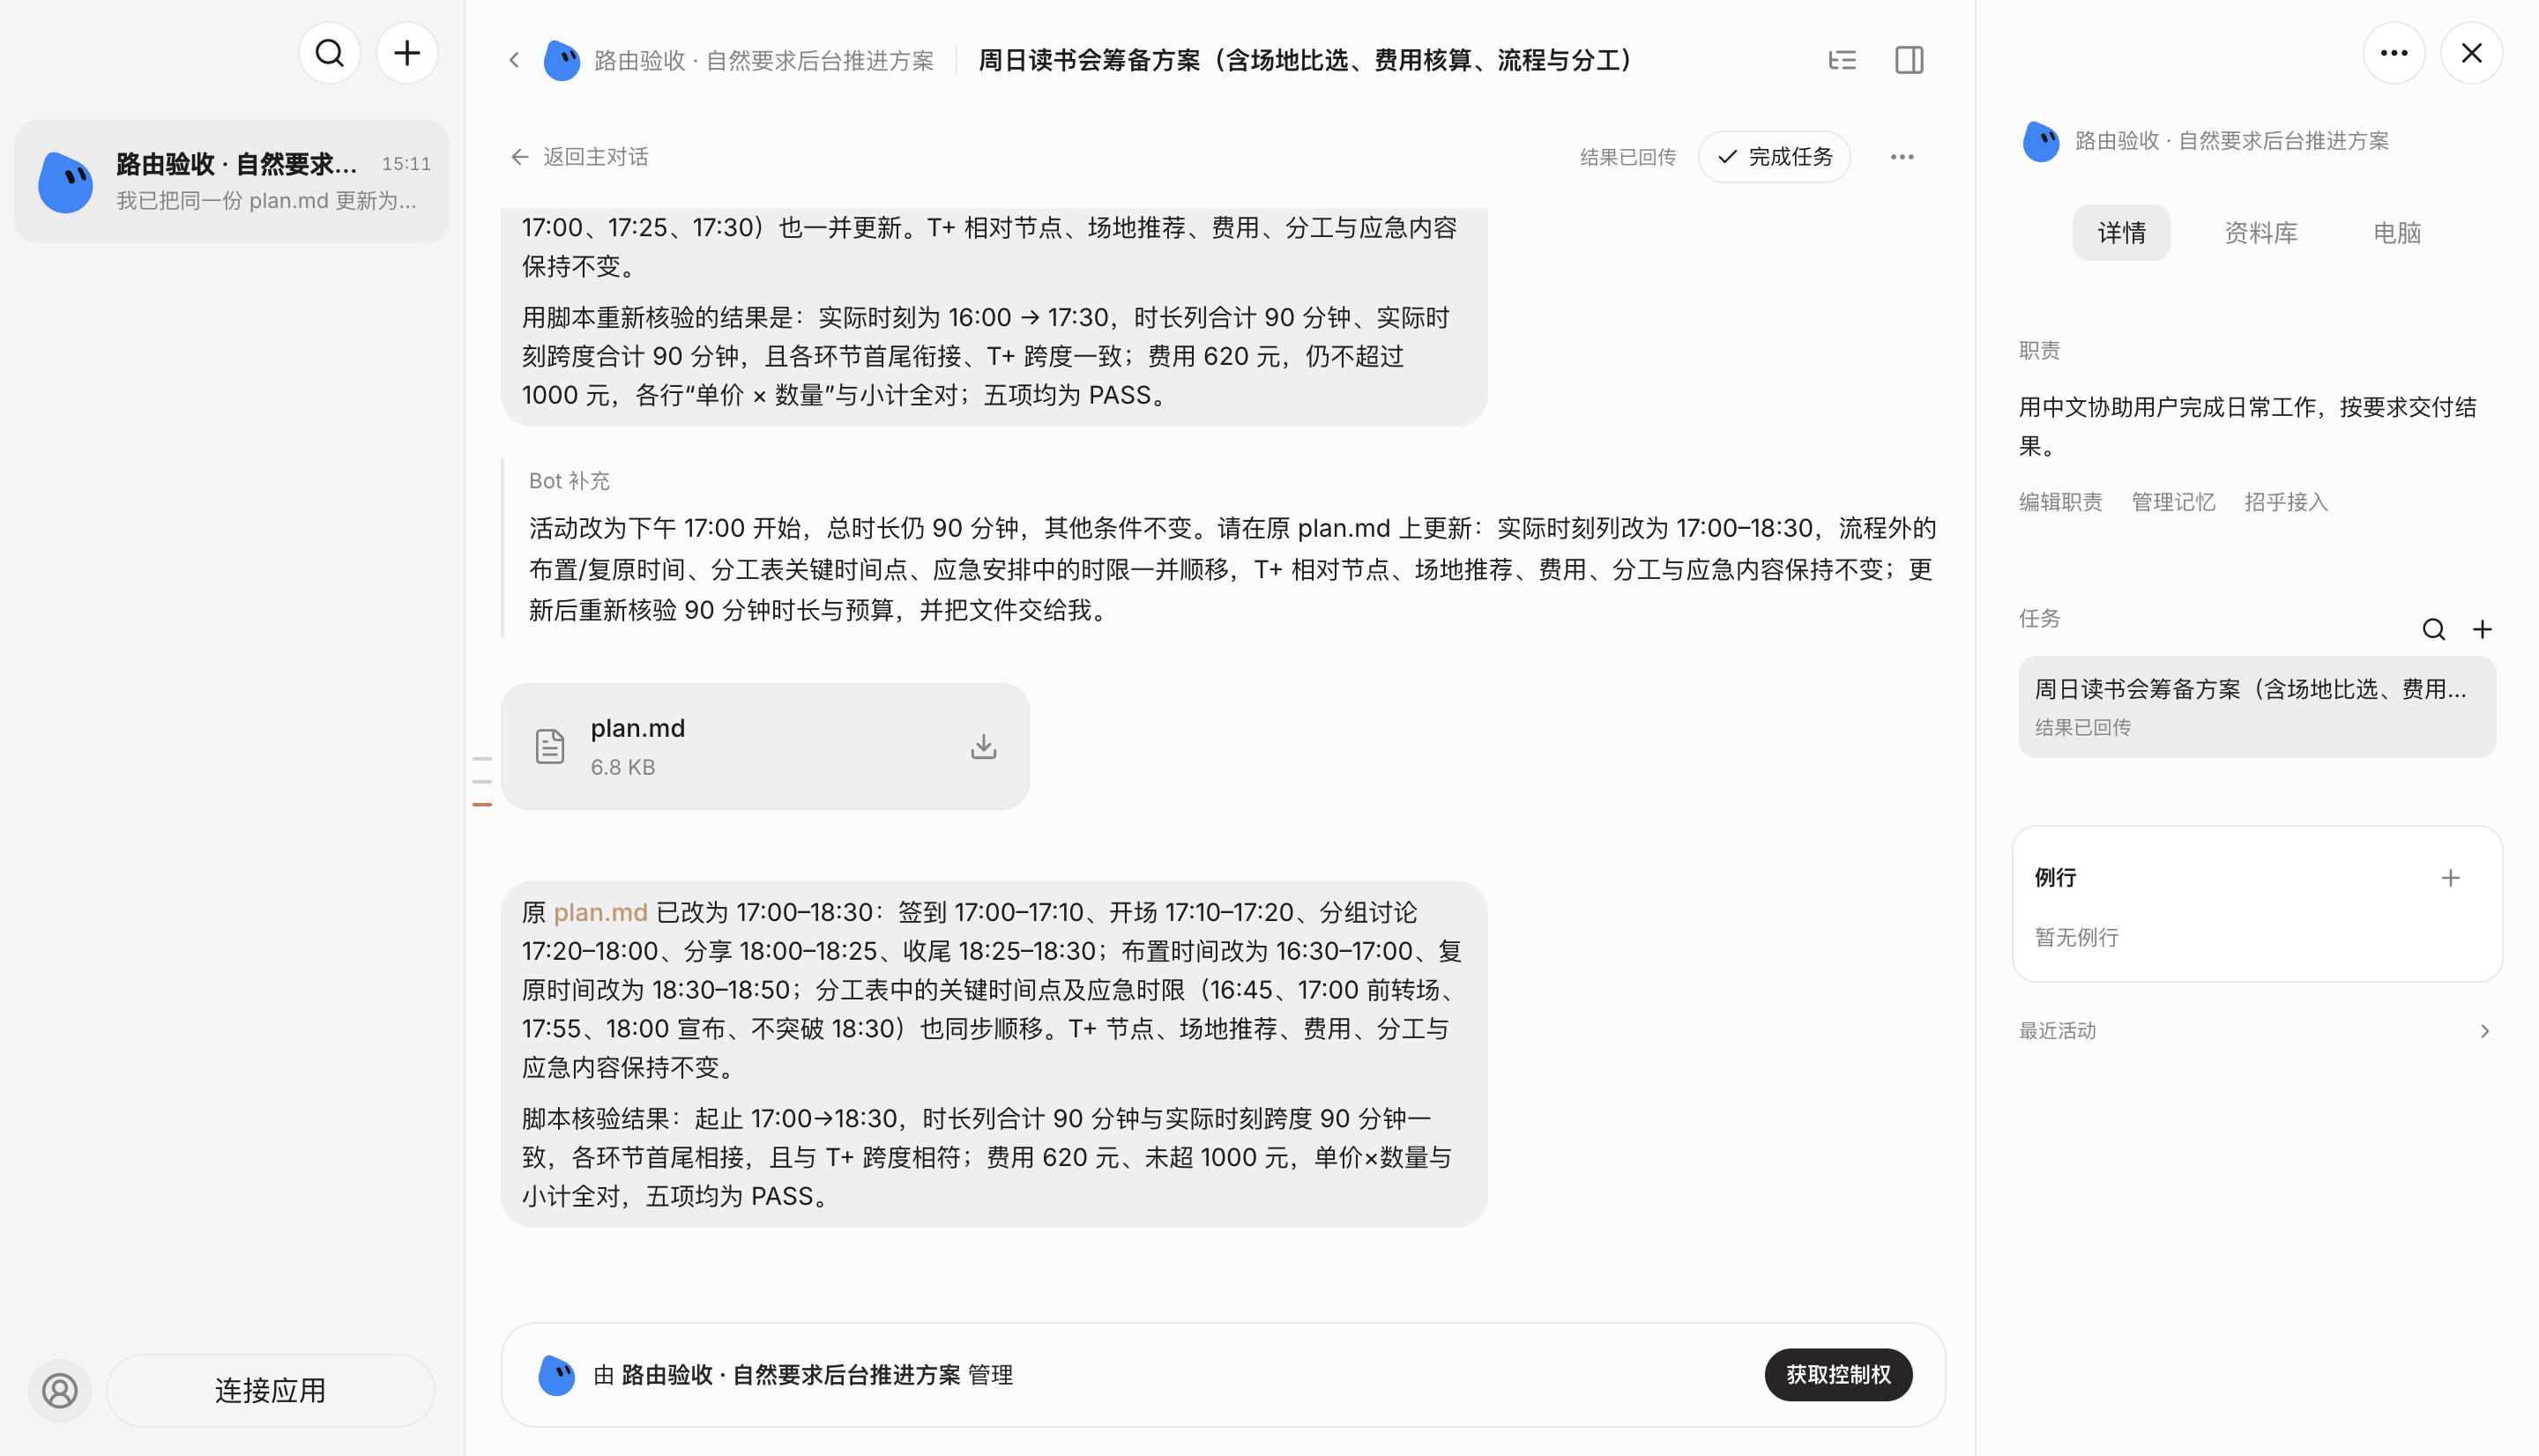 路由验收 · 自然要求... 15:11
我已把同一份 plan.md 更新为...
连接应用
路由验收 · 自然要求后台推进方案
周日读书会筹备方案（含场地比选、费用核算、流程与分工）
返回主对话
结果已回传
完成任务
17:00、17:25、17:30）也一并更新。T+ 相对节点、场地推荐、费用、分工与应急内容
保持不变。
用脚本重新核验的结果是：实际时刻为 16:00 → 17:30，时长列合计 90 分钟、实际时
刻跨度合计 90 分钟，且各环节首尾衔接、T+ 跨度一致；费用 620 元，仍不超过
1000 元，各行“单价 × 数量”与小计全对；五项均为 PASS。
Bot 补充
活动改为下午 17:00 开始，总时长仍 90 分钟，其他条件不变。请在原 plan.md 上更新：实际时刻列改为 17:00–18:30，流程外的
布置/复原时间、分工表关键时间点、应急安排中的时限一并顺移，T+ 相对节点、场地推荐、费用、分工与应急内容保持不变；更
新后重新核验 90 分钟时长与预算，并把文件交给我。
plan.md
6.8 KB
原 plan.md 已改为 17:00–18:30：签到 17:00–17:10、开场 17:10–17:20、分组讨论
17:20–18:00、分享 18:00–18:25、收尾 18:25–18:30；布置时间改为 16:30–17:00、复
原时间改为 18:30–18:50；分工表中的关键时间点及应急时限（16:45、17:00 前转场、
17:55、18:00 宣布、不突破 18:30）也同步顺移。T+ 节点、场地推荐、费用、分工与
应急内容保持不变。
脚本核验结果：起止 17:00→18:30，时长列合计 90 分钟与实际时刻跨度 90 分钟一
致，各环节首尾相接，且与 T+ 跨度相符；费用 620 元、未超 1000 元，单价×数量与
小计全对，五项均为 PASS。
由 路由验收 · 自然要求后台推进方案 管理
获取控制权
路由验收 · 自然要求后台推进方案
详情
资料库
电脑
职责
用中文协助用户完成日常工作，按要求交付结
果。
编辑职责 管理记忆 招乎接入
任务
周日读书会筹备方案（含场地比选、费用...
结果已回传
例行
暂无例行
最近活动